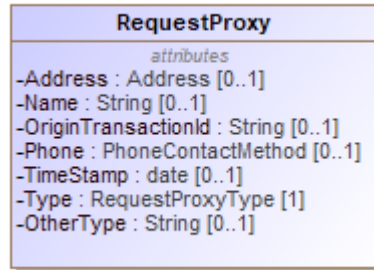 RequestProxy
attributes
-Address : Address [0..1]
-Name : String [0..1]
-OriginTransactionId : String [0..1]
-Phone : PhoneContactMethod [0..1]
-TimeStamp : date [0..1]
-Type : RequestProxyType [1]
-OtherType : String [0..1]